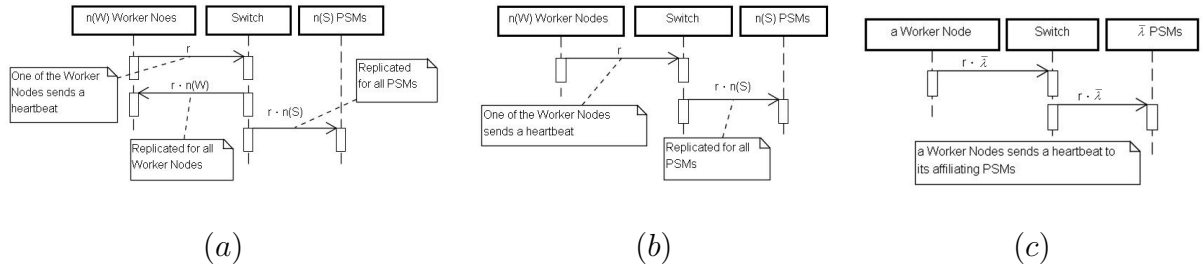 n(W) Worker Noes
Switch
n(S) PSMs
r
One of the Worker
Nodes sends a
heartbeat
Replicated
for all PSMs
r · n(W)
r · n(S)
Replicated for all
Worker Nodes
(a)
n(W) Worker Nodes
Switch
n(S) PSMs
r
r · n(S)
One of the Worker Nodes
sends a heartbeat
Replicated for all
PSMs
(b)
a Worker Node
Switch
λ̅ PSMs
r · λ̅
r · λ̅
a Worker Nodes sends a heartbeat to
its affiliating PSMs
(c)